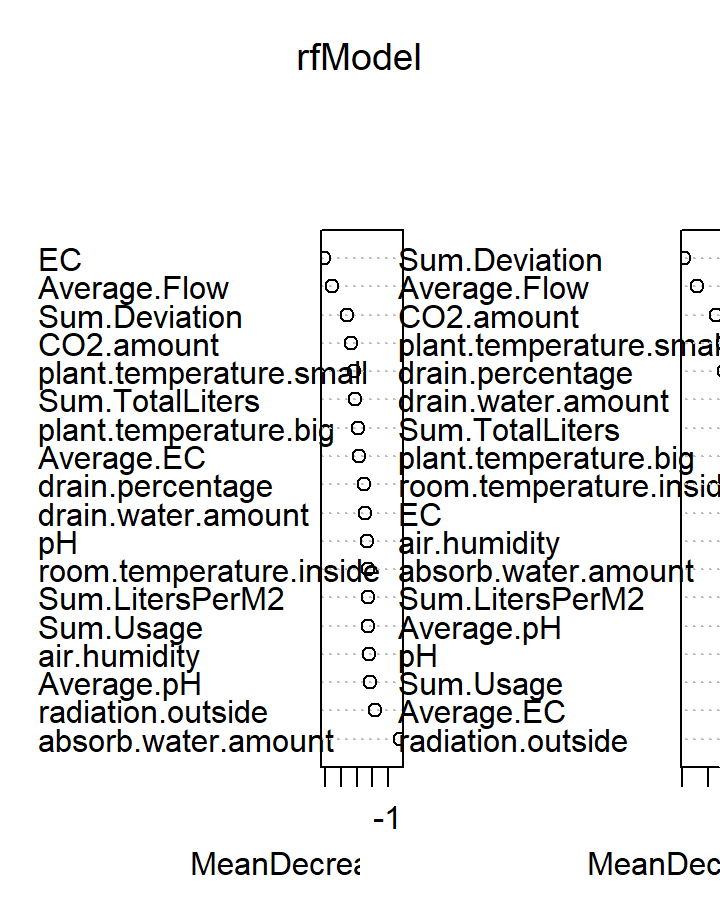 rfModel
EC
Average.Flow
Sum.Deviation
CO2.amount
plant.temperature.small
Sum.TotalLiters
plant.temperature.big
Average.EC
drain.percentage
drain.water.amount
pH
room.temperature.inside
Sum.LitersPerM2
Sum.Usage
air.humidity
Average.pH
radiation.outside
absorb.water.amount
-1
MeanDecrea
Sum.Deviation
Average.Flow
CO2.amount
plant.temperature.smal
drain.percentage
drain.water.amount
Sum.TotalLiters
plant.temperature.big
room.temperature.insid
EC
air.humidity
absorb.water.amount
Sum.LitersPerM2
Average.pH
pH
Sum.Usage
Average.EC
radiation.outside
MeanDec